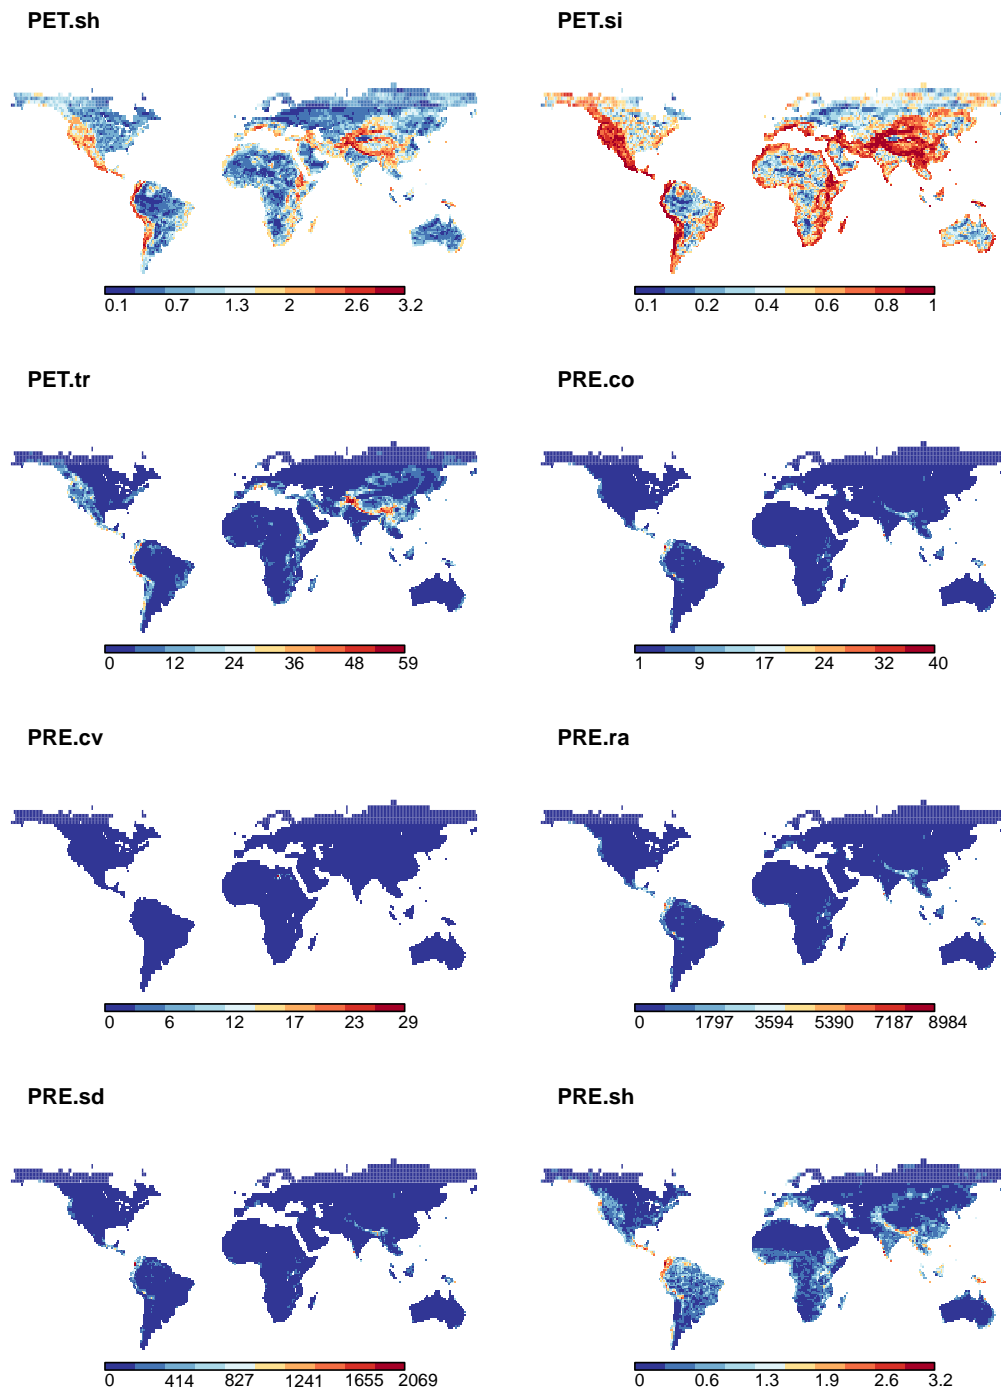 PET.sh PET.si
0.1 0.7 1.3 2 2.6 3.2 0.1 0.2 0.4 0.6 0.8 1
PET.tr PRE.co
0 12 24 36 48 59 1 9 17 24 32 40
PRE.cv PRE.ra
0 6 12 17 23 29 0 1797 3594 5390 7187 8984
PRE.sd PRE.sh
0 414 827 1241 1655 2069 0 0.6 1.3 1.9 2.6 3.2